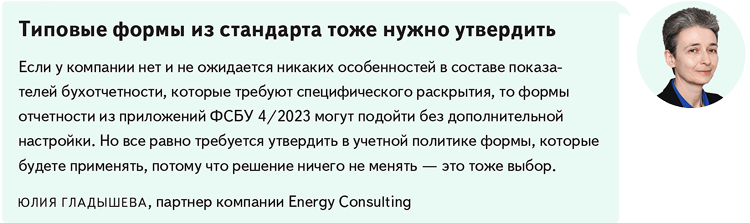 Типовые формы из стандарта тоже нужно утвердить
Если у компании нет и не ожидается никаких особенностей в составе показа-
телей бухотчетности, которые требуют специфического раскрытия, то формы
отчетности из приложений ФСБУ 4/2023 могут подойти без дополнительной
настройки. Но все равно требуется утвердить в учетной политике формы, которые
будете применять, потому что решение ничего не менять — это тоже выбор.
ЮЛИЯ ГЛАДЫШЕВА, партнер компании Energy Consulting